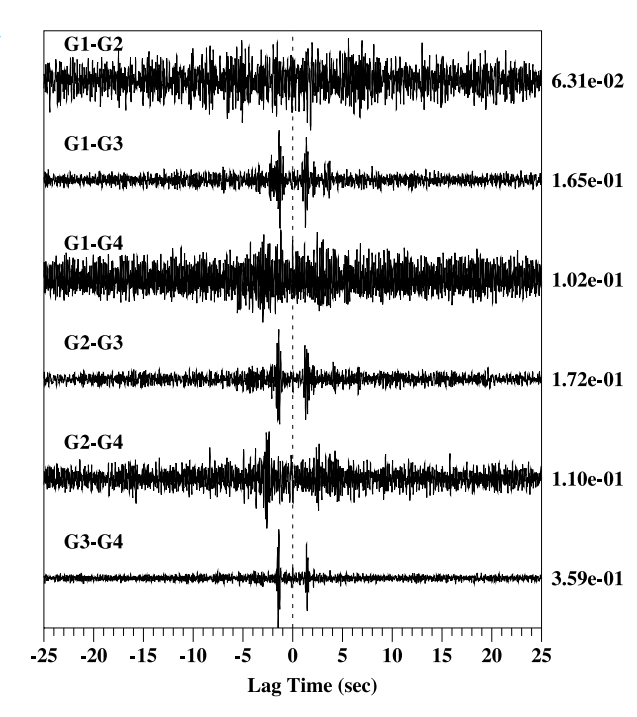 G1-G2
6.31e-02
G1-G3
1.65e-01
G1-G4
1.02e-01
G2-G3
1.72e-01
G2-G4
1.10e-01
G3-G4
3.59e-01
-25 -20 -15 -10 -5 0 5 10 15 20 25
Lag Time (sec)